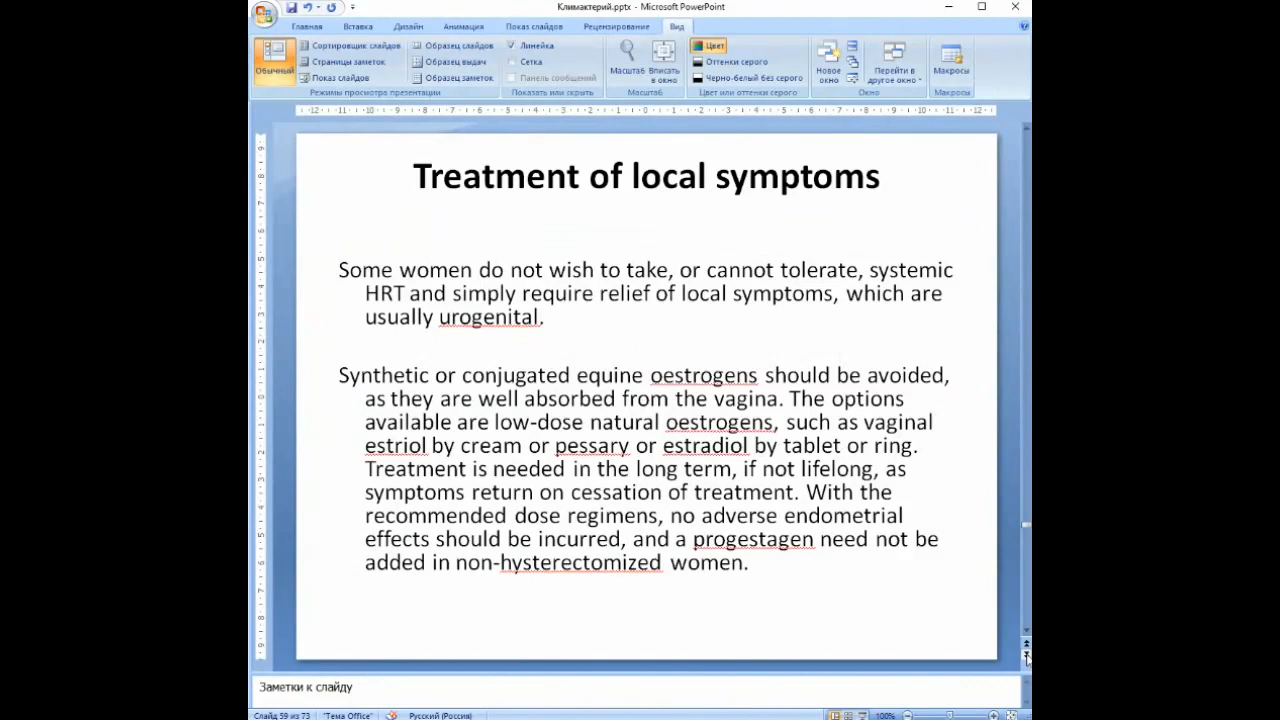 Климактерий.pptx - Microsoft PowerPoint
Главная Вставка Дизайн Анимация Показ слайдов Рецензирование Вид
Обычный
Сортировщик слайдов
Страницы заметок
Показ слайдов
Режимы просмотра презентации
Образец слайдов
Образец выдач
Образец заметок
Линейка
Сетка
Панель сообщений
Показать или скрыть
Масштаб
Вписать в окно
Масштаб
Цвет
Оттенки серого
Черно-белый без серого
Цвет или оттенки серого
Новое окно
Перейти в другое окно
Окно
Макросы
Макросы
Treatment of local symptoms
Some women do not wish to take, or cannot tolerate, systemic
HRT and simply require relief of local symptoms, which are
usually urogenital.
Synthetic or conjugated equine oestrogens should be avoided,
as they are well absorbed from the vagina. The options
available are low-dose natural oestrogens, such as vaginal
estriol by cream or pessary or estradiol by tablet or ring.
Treatment is needed in the long term, if not lifelong, as
symptoms return on cessation of treatment. With the
recommended dose regimens, no adverse endometrial
effects should be incurred, and a progestagen need not be
added in non-hysterectomized women.
Заметки к слайду
Слайд 59 из 73 "Тема Office" Русский (Россия) 100%